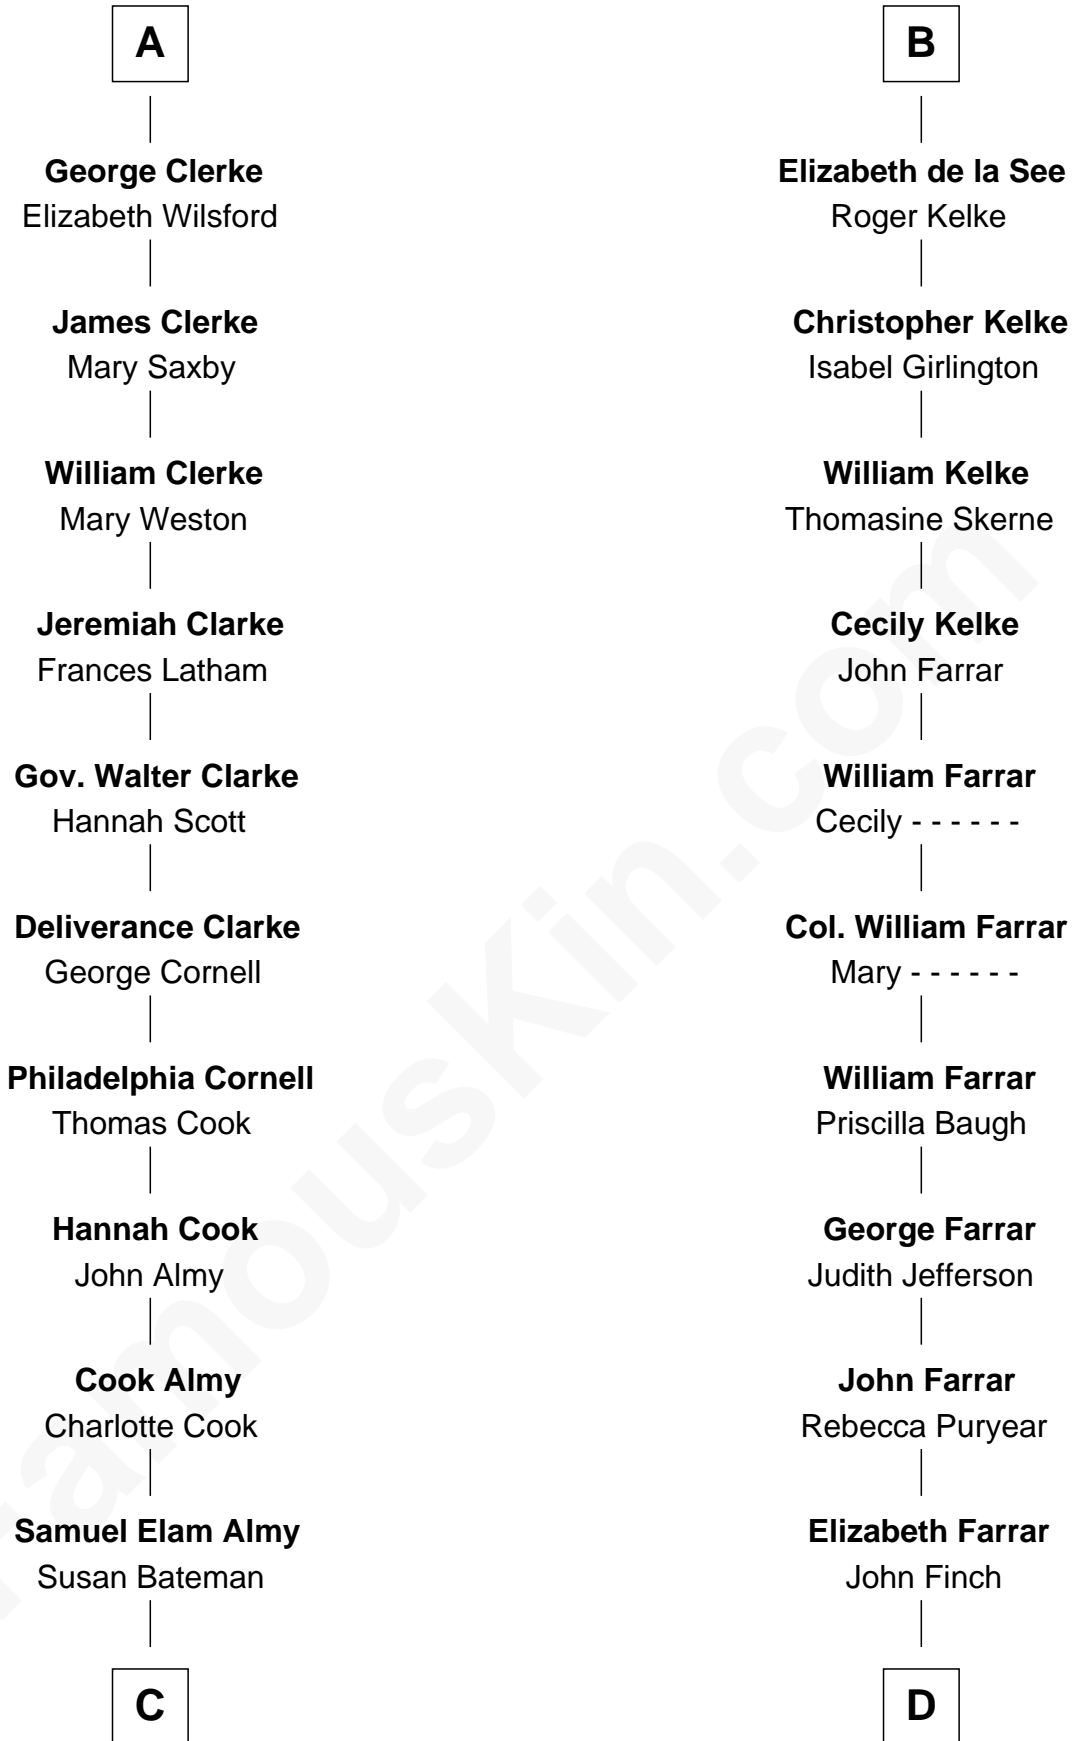 A
George Clerke
Elizabeth Wilsford
James Clerke
Mary Saxby
William Clerke
Mary Weston
Jeremiah Clarke
Frances Latham
Gov. Walter Clarke
Hannah Scott
Deliverance Clarke
George Cornell
Philadelphia Cornell
Thomas Cook
Hannah Cook
John Almy
Cook Almy
Charlotte Cook
Samuel Elam Almy
Susan Bateman
C
B
Elizabeth de la See
Roger Kelke
Christopher Kelke
Isabel Girlington
William Kelke
Thomasine Skerne
Cecily Kelke
John Farrar
William Farrar
Cecily - - - - - -
Col. William Farrar
Mary - - - - - -
William Farrar
Priscilla Baugh
George Farrar
Judith Jefferson
John Farrar
Rebecca Puryear
Elizabeth Farrar
John Finch
D
FamousKin.com